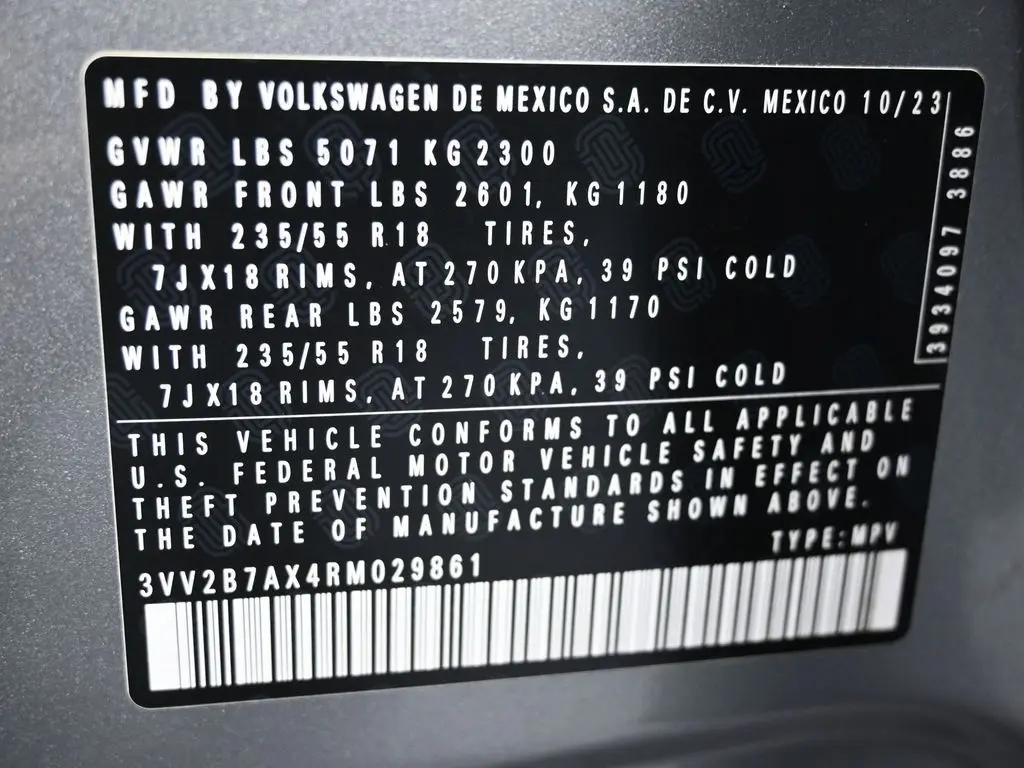 MFD BY VOLKSWAGEN DE MEXICO S.A. DE C.V. MEXICO 10/23
GVWR LBS 5071 KG 2300
GAWR FRONT LBS 2601, KG 1180
WITH 235/55 R18 TIRES,
7JX18 RIMS, AT 270 KPA, 39 PSI COLD
GAWR REAR LBS 2579, KG 1170
WITH 235/55 R18 TIRES,
7JX18 RIMS, AT 270 KPA, 39 PSI COLD
3934097 3886
THIS VEHICLE CONFORMS TO ALL APPLICABLE
U.S. FEDERAL MOTOR VEHICLE SAFETY AND
THEFT PREVENTION STANDARDS IN EFFECT ON
THE DATE OF MANUFACTURE SHOWN ABOVE.
TYPE: MPV
3VV2B7AX4RM029861